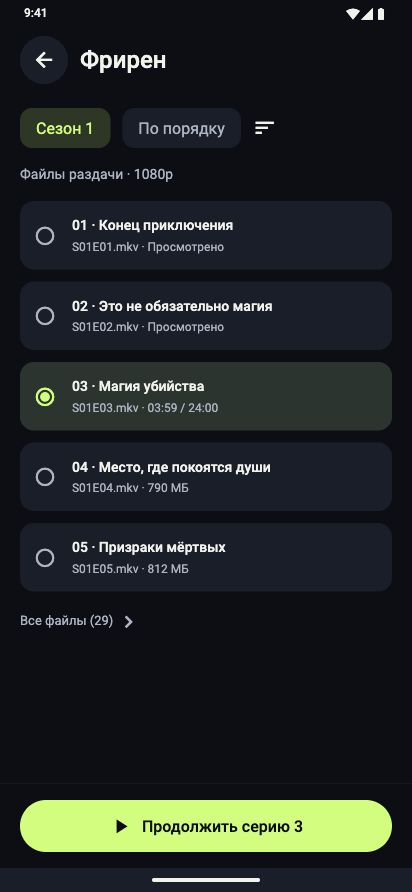 9:41
Фрирен
Сезон 1
По порядку
Файлы раздачи · 1080p
01 · Конец приключения
S01E01.mkv · Просмотрено
02 · Это не обязательно магия
S01E02.mkv · Просмотрено
03 · Магия убийства
S01E03.mkv · 03:59 / 24:00
04 · Место, где покоятся души
S01E04.mkv · 790 МБ
05 · Призраки мёртвых
S01E05.mkv · 812 МБ
Все файлы (29)
Продолжить серию 3